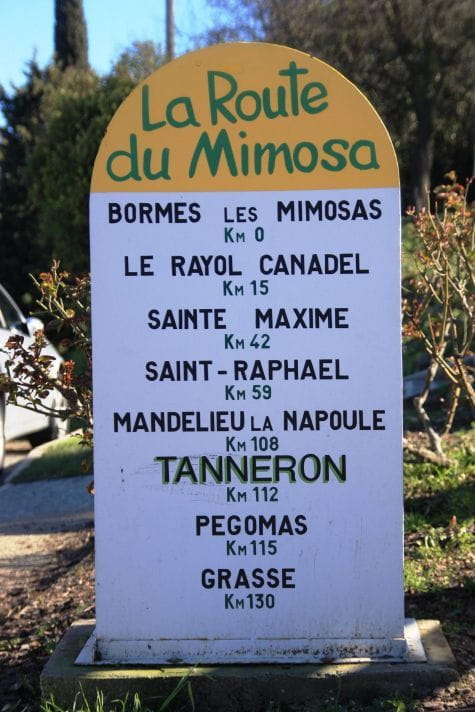 La Route
du Mimosa
BORMES LES MIMOSAS
KM 0
LE RAYOL CANADEL
KM 15
SAINTE MAXIME
KM 42
SAINT-RAPHAEL
KM 59
MANDELIEU LA NAPOULE
KM 108
TANNERON
KM 112
PEGOMAS
KM 115
GRASSE
KM 130